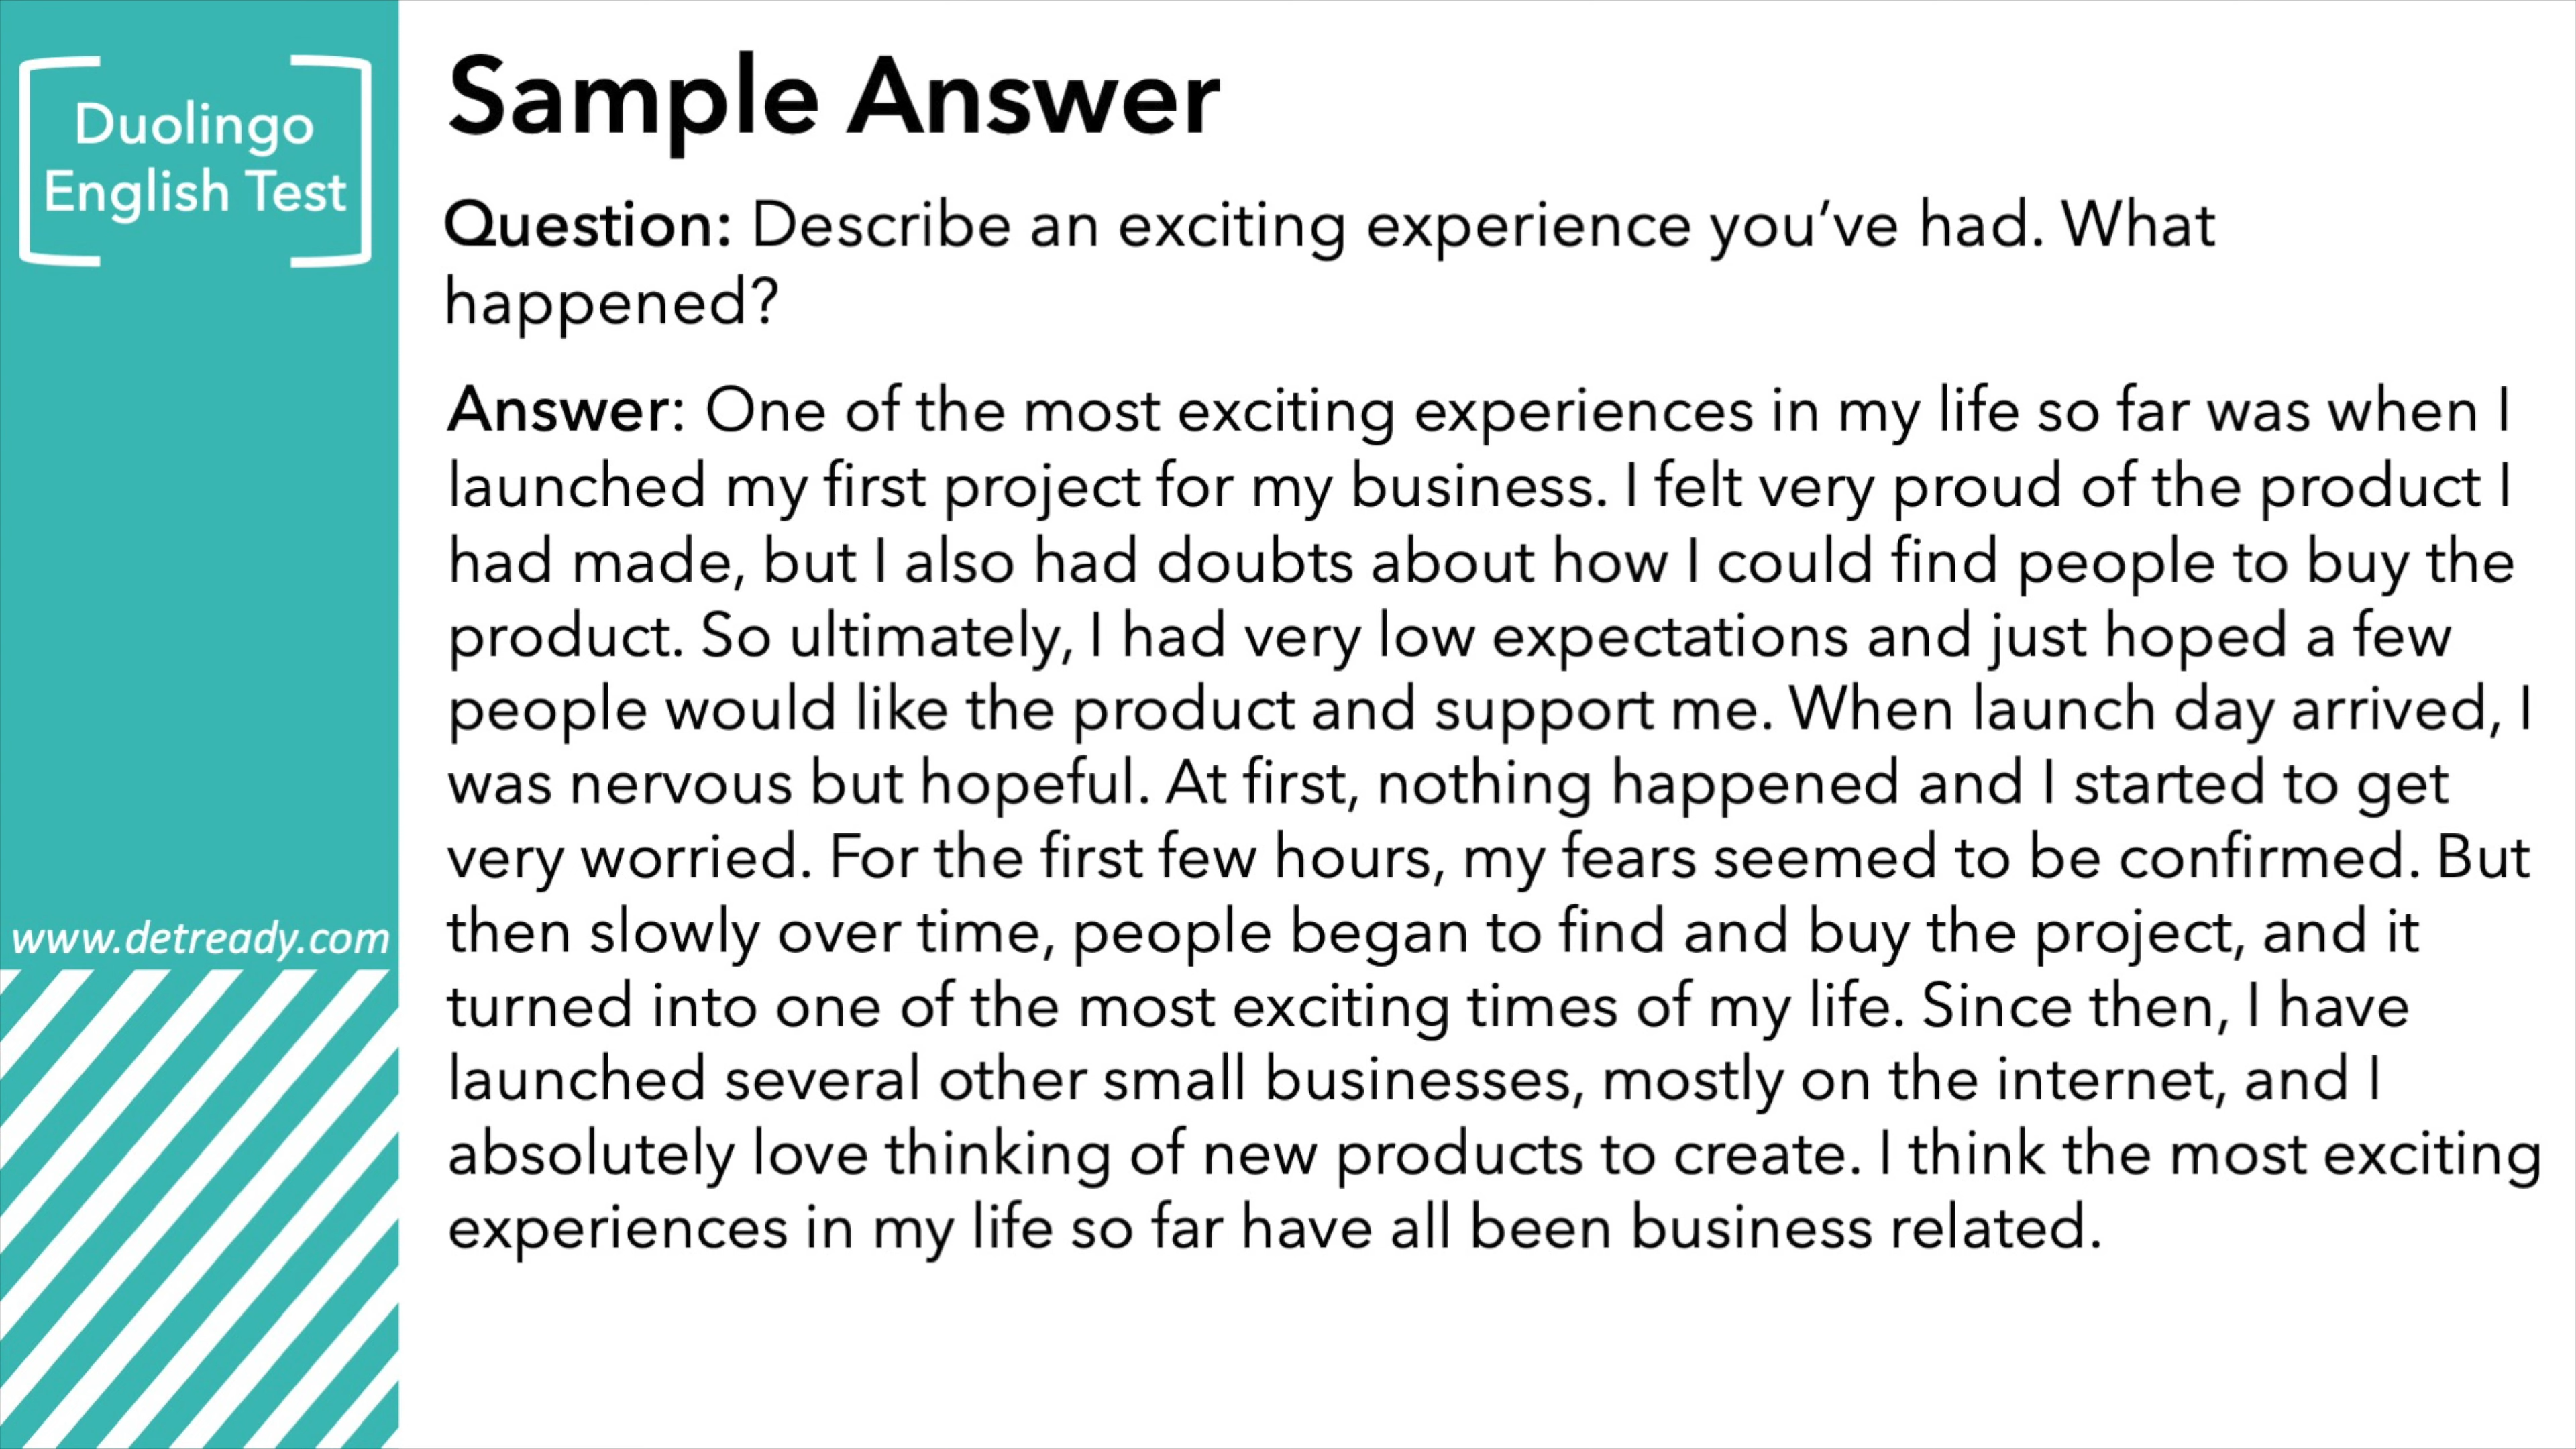 Duolingo
English Test
www.detready.com
Sample Answer
Question: Describe an exciting experience you’ve had. What
happened?
Answer: One of the most exciting experiences in my life so far was when I
launched my first project for my business. I felt very proud of the product I
had made, but I also had doubts about how I could find people to buy the
product. So ultimately, I had very low expectations and just hoped a few
people would like the product and support me. When launch day arrived, I
was nervous but hopeful. At first, nothing happened and I started to get
very worried. For the first few hours, my fears seemed to be confirmed. But
then slowly over time, people began to find and buy the project, and it
turned into one of the most exciting times of my life. Since then, I have
launched several other small businesses, mostly on the internet, and I
absolutely love thinking of new products to create. I think the most exciting
experiences in my life so far have all been business related.